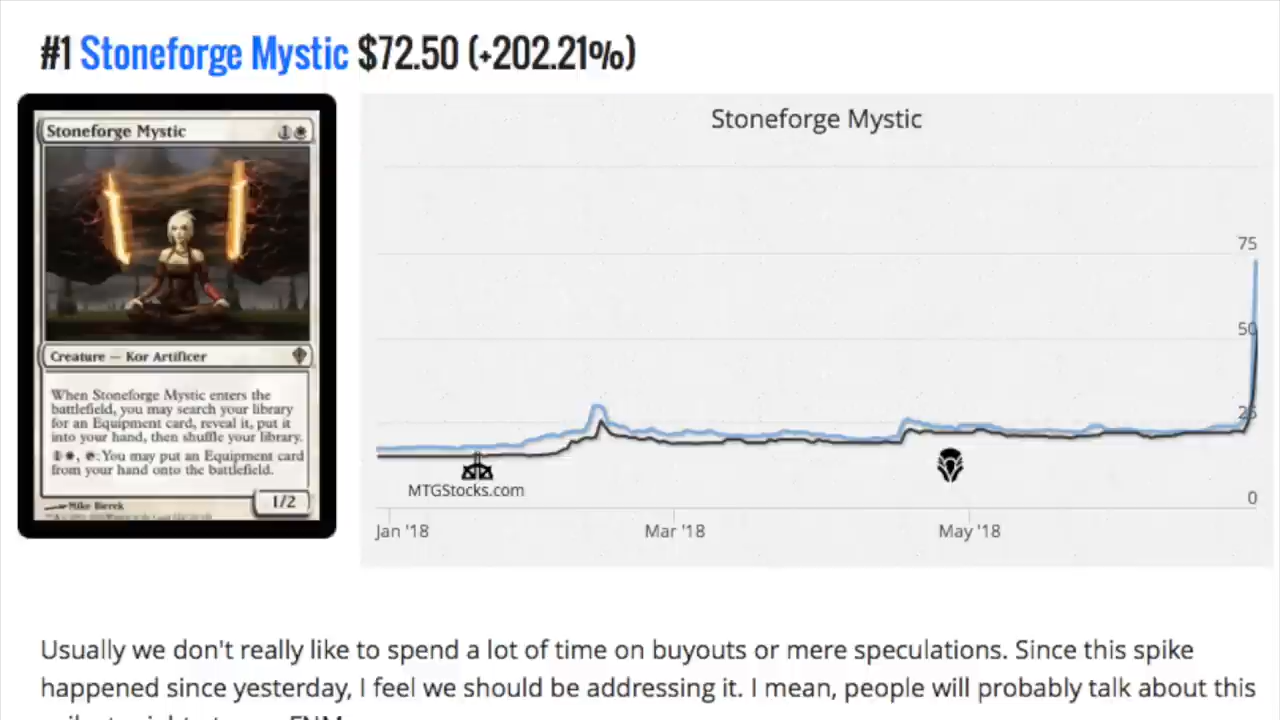 #1 Stoneforge Mystic $72.50 (+202.21%)
Stoneforge Mystic 1
Creature — Kor Artificer
When Stoneforge Mystic enters the
battlefield, you may search your library
for an Equipment card, reveal it, put it
into your hand, then shuffle your library.
1 , : You may put an Equipment card
from your hand onto the battlefield.
Mike Bierek
1/2
Stoneforge Mystic
75
50
25
0
MTGStocks.com
Jan '18 Mar '18 May '18
Usually we don't really like to spend a lot of time on buyouts or mere speculations. Since this spike
happened since yesterday, I feel we should be addressing it. I mean, people will probably talk about this